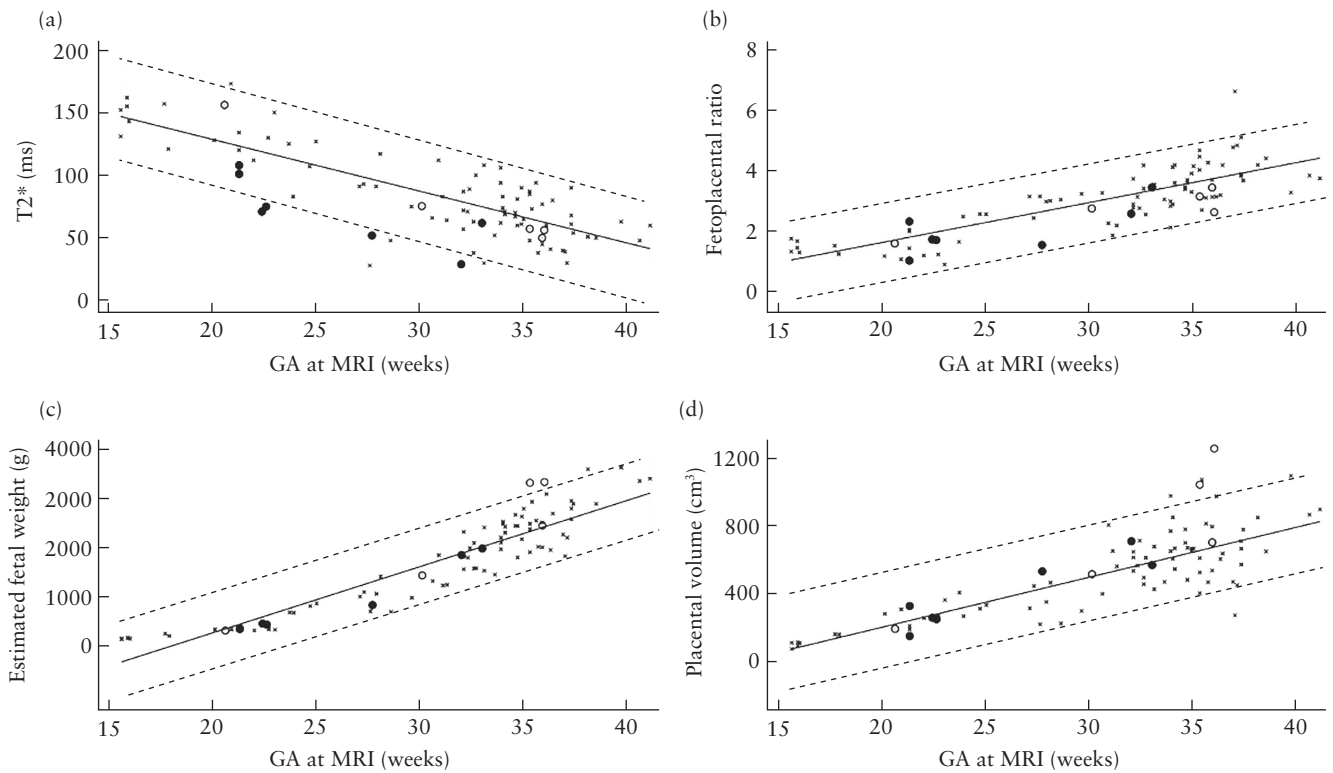 (a)
T2* (ms)
200
150
100
50
0
15 20 25 30 35 40
GA at MRI (weeks)
(b)
Fetoplacental ratio
8
6
4
2
0
15 20 25 30 35 40
GA at MRI (weeks)
(c)
Estimated fetal weight (g)
4000
2000
2000
1000
0
15 20 25 30 35 40
GA at MRI (weeks)
(d)
Placental volume (cm³)
1200
800
400
0
15 20 25 30 35 40
GA at MRI (weeks)